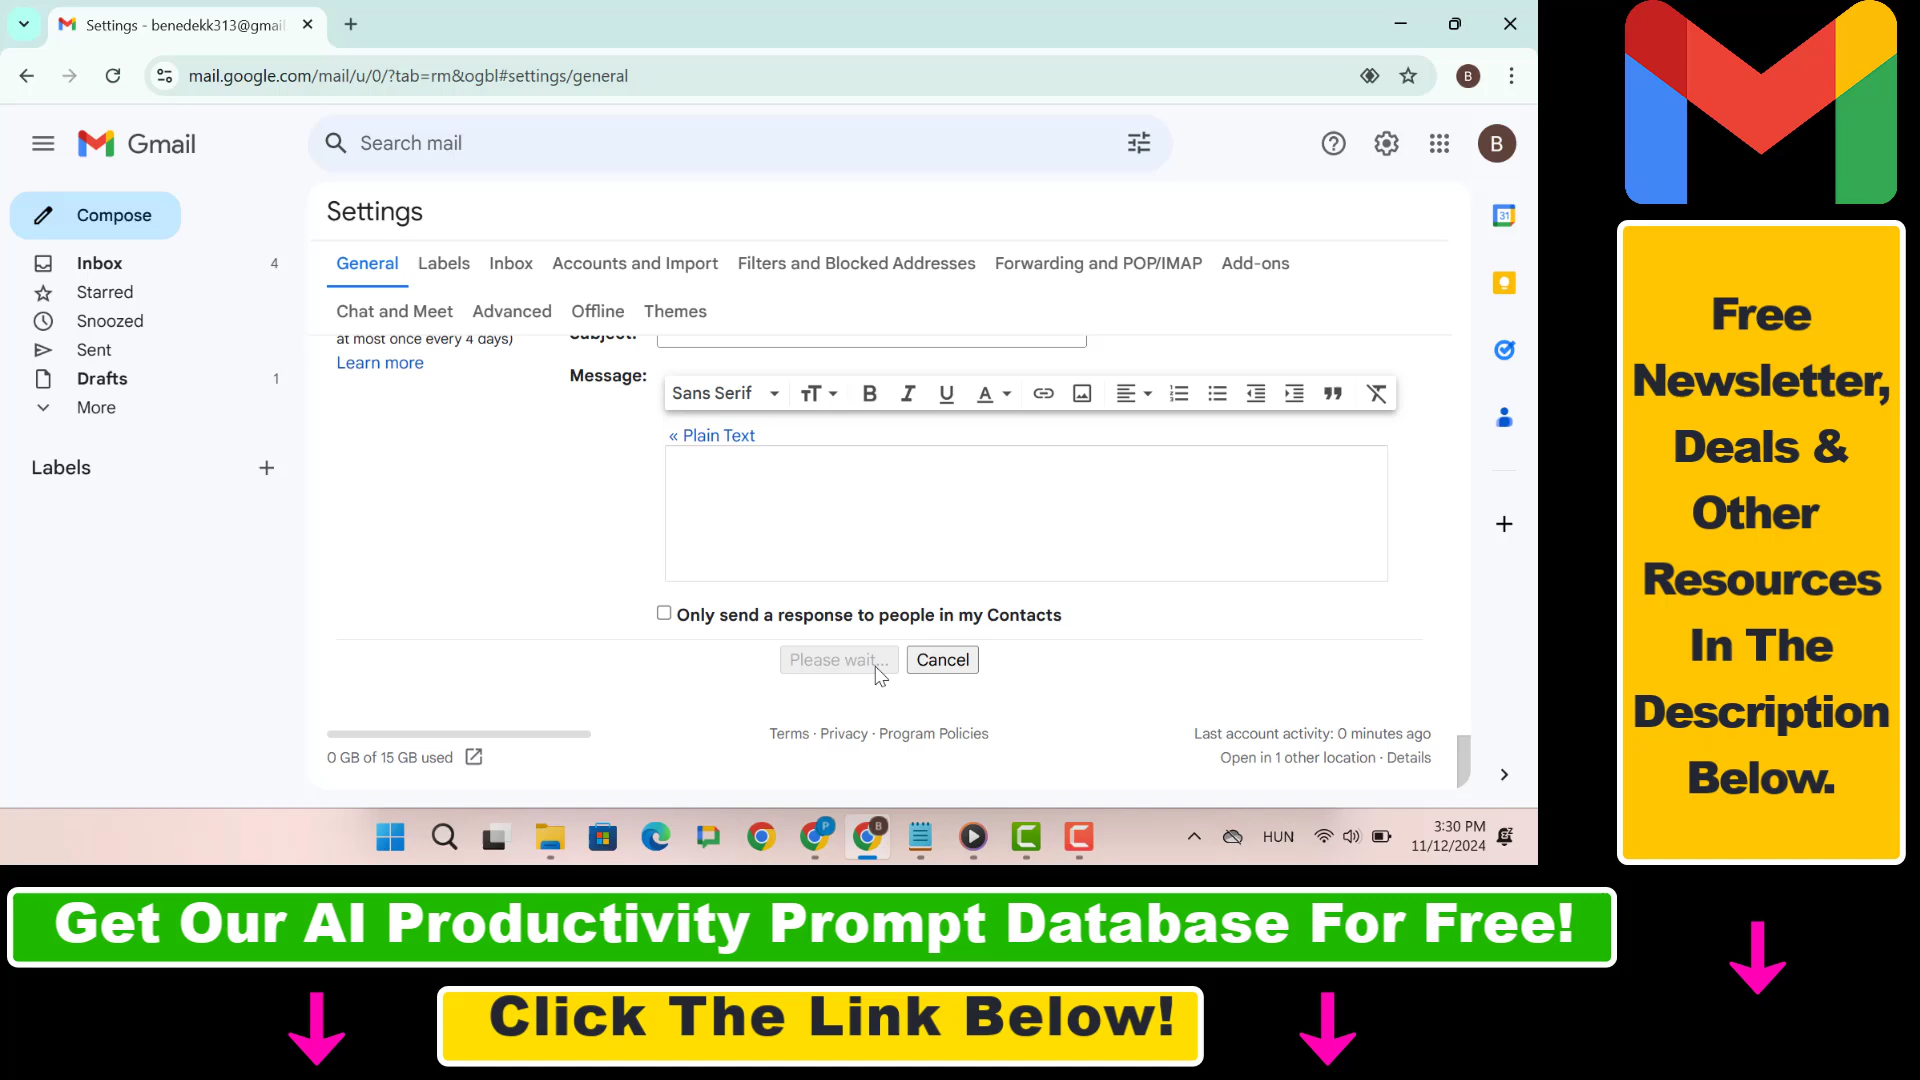 Settings - benedekk313@gmai
mail.google.com/mail/u/0/?tab=rm&ogbl#settings/general
B
Gmail
Search mail
B
Compose
Inbox 4
Starred
Snoozed
Sent
Drafts 1
More
Labels
Settings
General Labels Inbox Accounts and Import Filters and Blocked Addresses Forwarding and POP/IMAP Add-ons
Chat and Meet Advanced Offline Themes
at most once every 4 days)
Learn more
Subject:
Message:
Sans Serif
« Plain Text
Only send a response to people in my Contacts
Please wait... Cancel
0 GB of 15 GB used
Terms · Privacy · Program Policies
Last account activity: 0 minutes ago
Open in 1 other location · Details
31
P
B
HUN
3:30 PM
11/12/2024
Free
Newsletter,
Deals &
Other
Resources
In The
Description
Below.
Get Our AI Productivity Prompt Database For Free!
Click The Link Below!